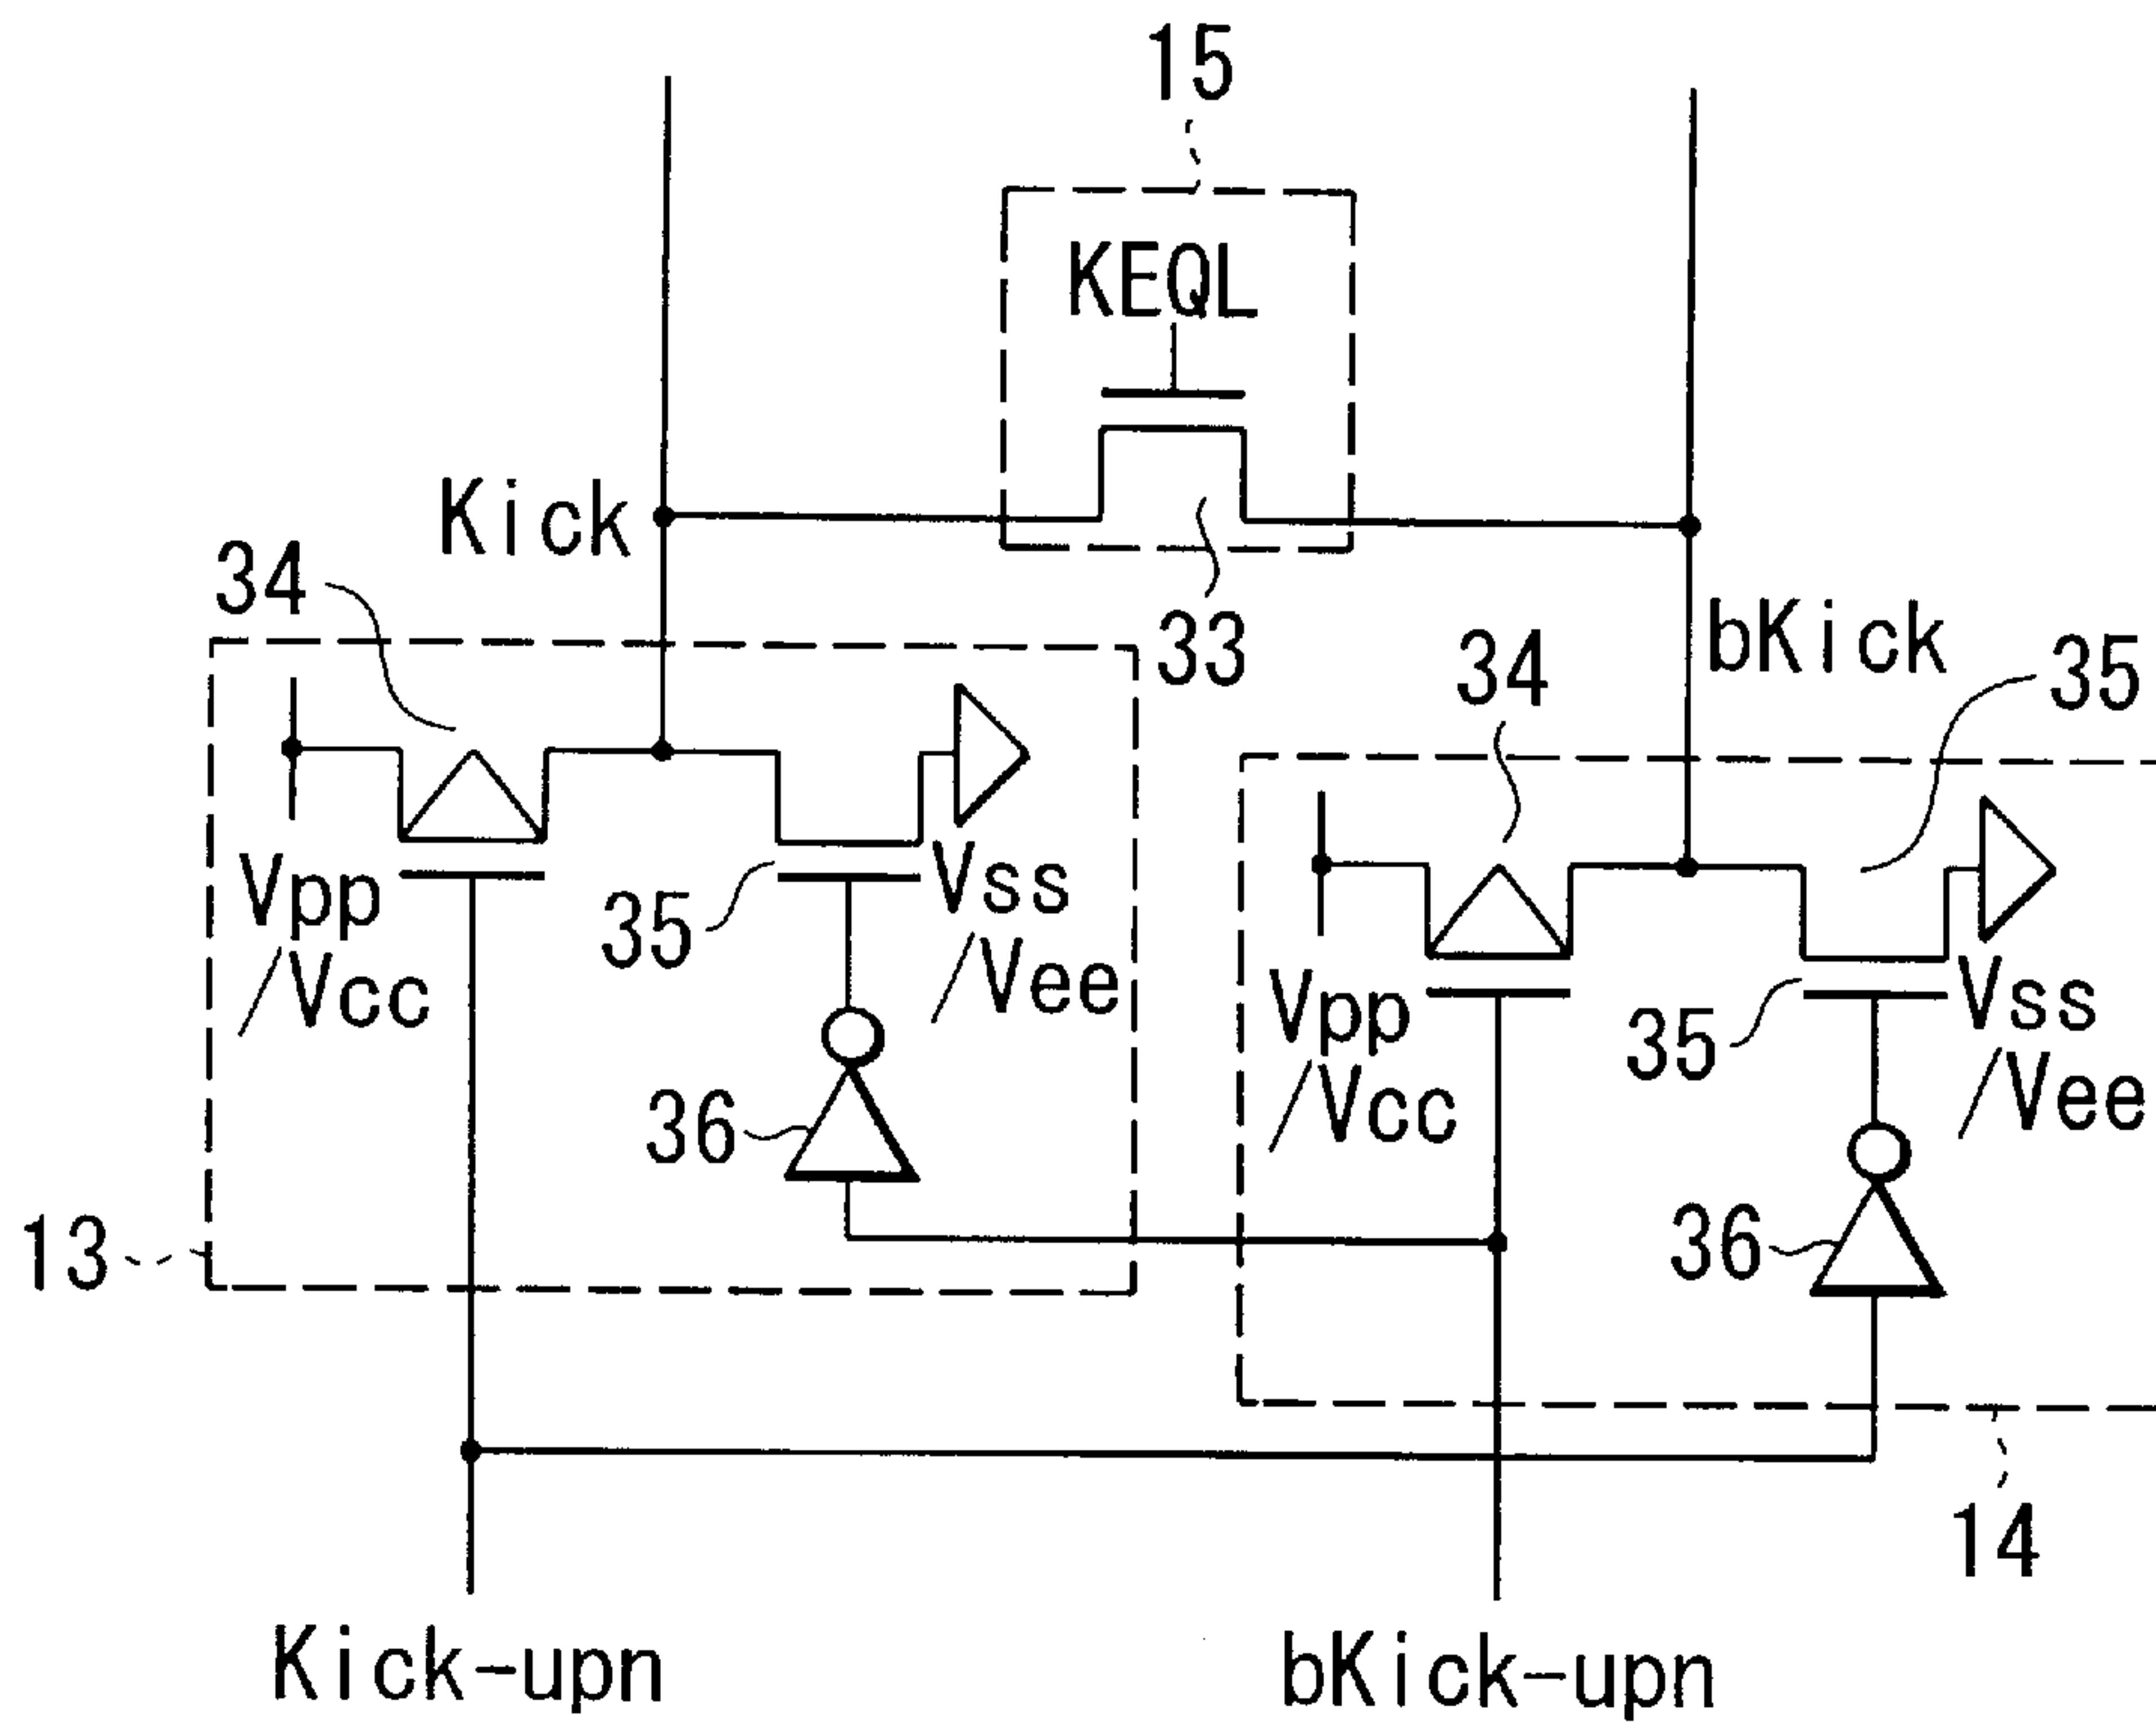 15
KEQL
Kick
34
33
34
bKick
35
Vpp
/Vcc
35
Vss
/Vee
36
13
Vpp
/Vcc
35
Vss
/Vee
36
14
Kick-upn
bKick-upn